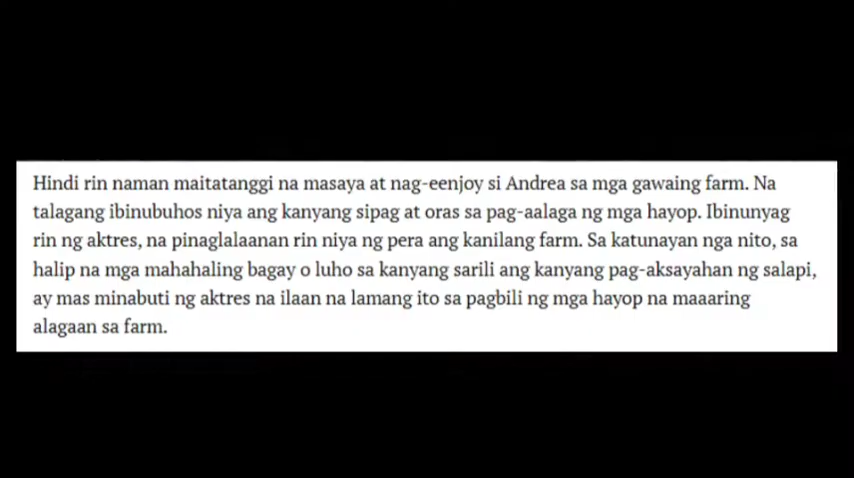 Hindi rin naman maitatanggi na masaya at nag-eenjoy si Andrea sa mga gawaing farm. Na
talagang ibinubuhos niya ang kanyang sipag at oras sa pag-aalaga ng mga hayop. Ibinunyag
rin ng aktres, na pinaglalaanan rin niya ng pera ang kanilang farm. Sa katunayan nga nito, sa
halip na mga mahahaling bagay o luho sa kanyang sarili ang kanyang pag-aksayahan ng salapi,
ay mas minabuti ng aktres na ilaan na lamang ito sa pagbili ng mga hayop na maaaring
alagaan sa farm.